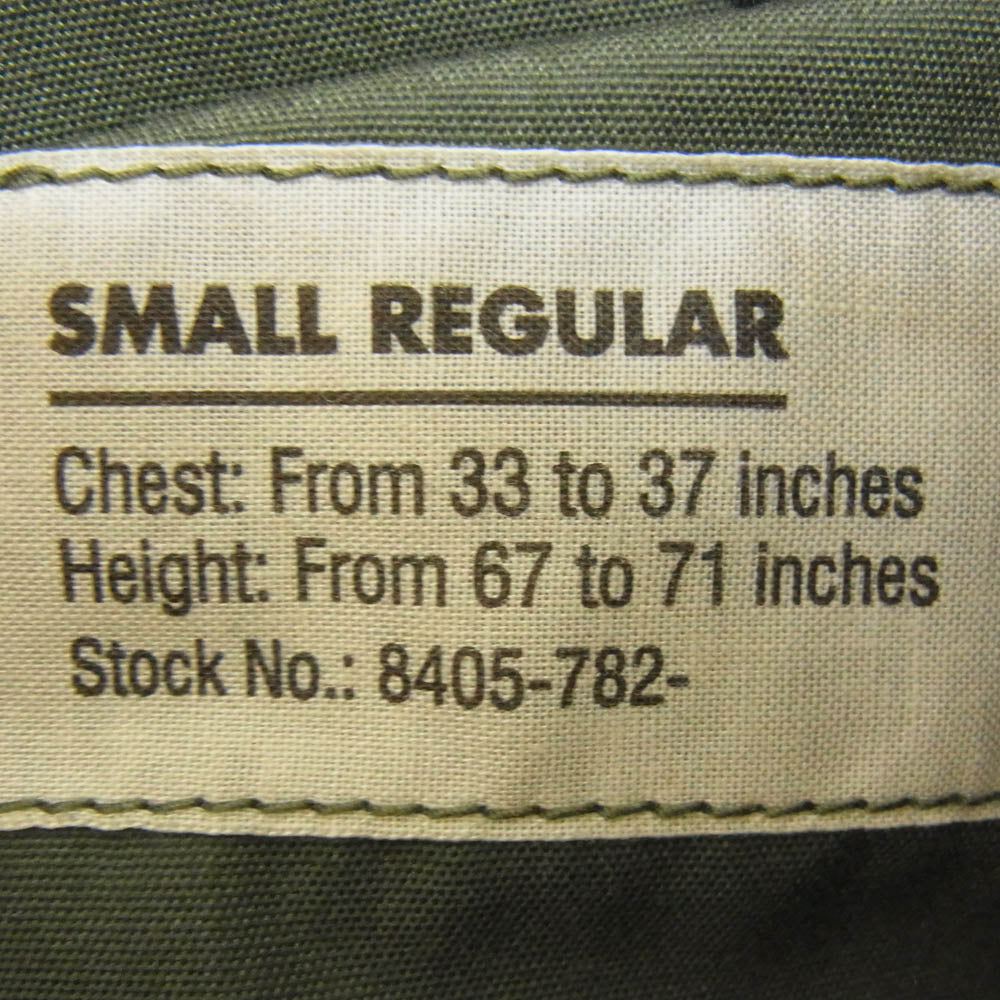 SMALL REGULAR
Chest: From 33 to 37 inches
Height: From 67 to 71 inches
Stock No.: 8405-782-